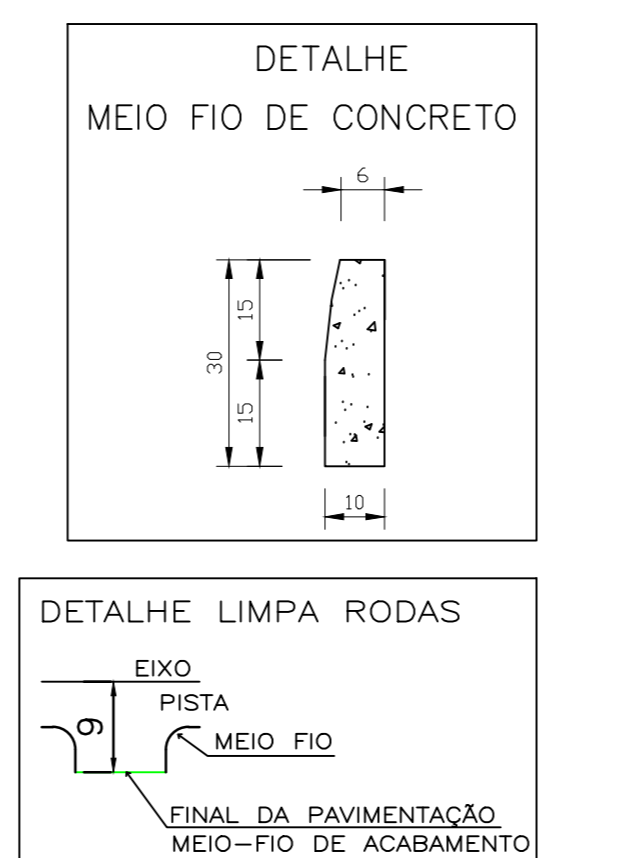 DETALHE
MEIO FIO DE CONCRETO
6
15
30
15
10
DETALHE LIMPA RODAS
EIXO
PISTA
9
MEIO FIO
FINAL DA PAVIMENTAÇÃO
MEIO-FIO DE ACABAMENTO